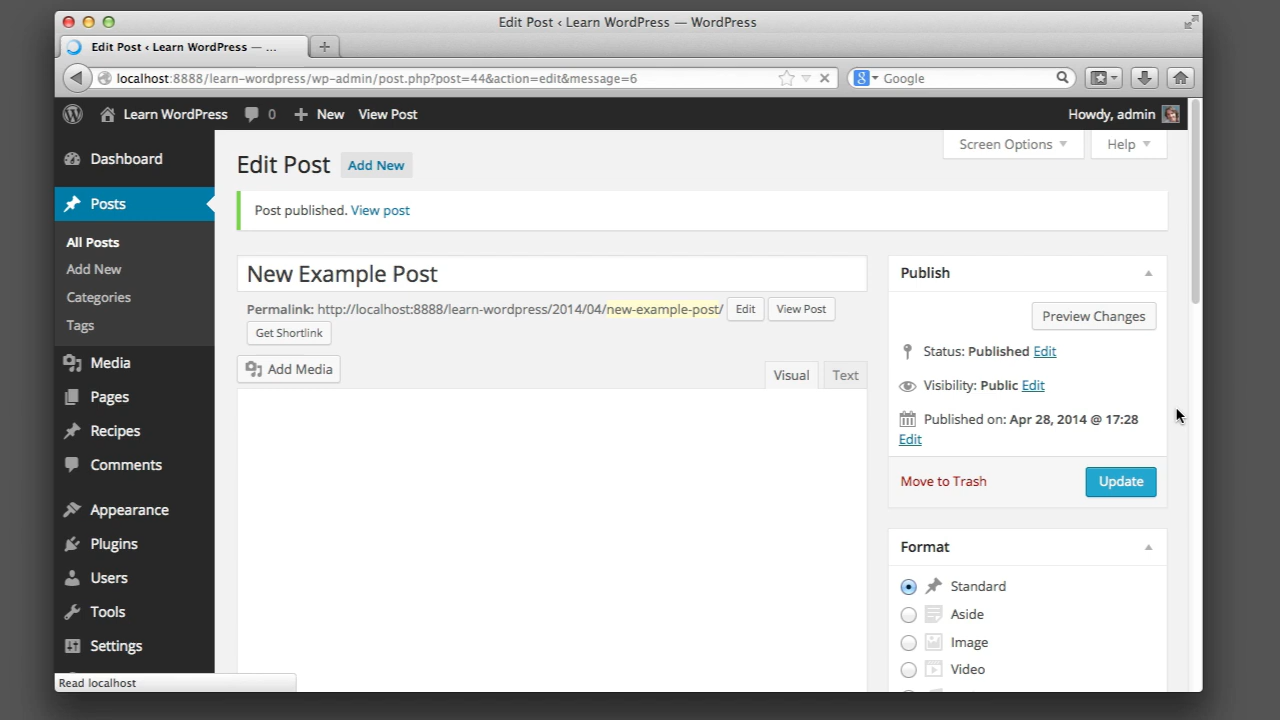 Edit Post ‹ Learn WordPress — WordPress
Edit Post ‹ Learn WordPress — ...
localhost:8888/learn-wordpress/wp-admin/post.php?post=44&action=edit&message=6
Google
Learn WordPress 0 New View Post Howdy, admin
Screen Options Help
Dashboard
Posts
All Posts
Add New
Categories
Tags
Media
Pages
Recipes
Comments
Appearance
Plugins
Users
Tools
Settings
Edit Post Add New
Post published. View post
New Example Post
Permalink: http://localhost:8888/learn-wordpress/2014/04/new-example-post/ Edit View Post
Get Shortlink
Add Media
Visual Text
Publish
Preview Changes
Status: Published Edit
Visibility: Public Edit
Published on: Apr 28, 2014 @ 17:28
Edit
Move to Trash Update
Format
Standard
Aside
Image
Video
Read localhost